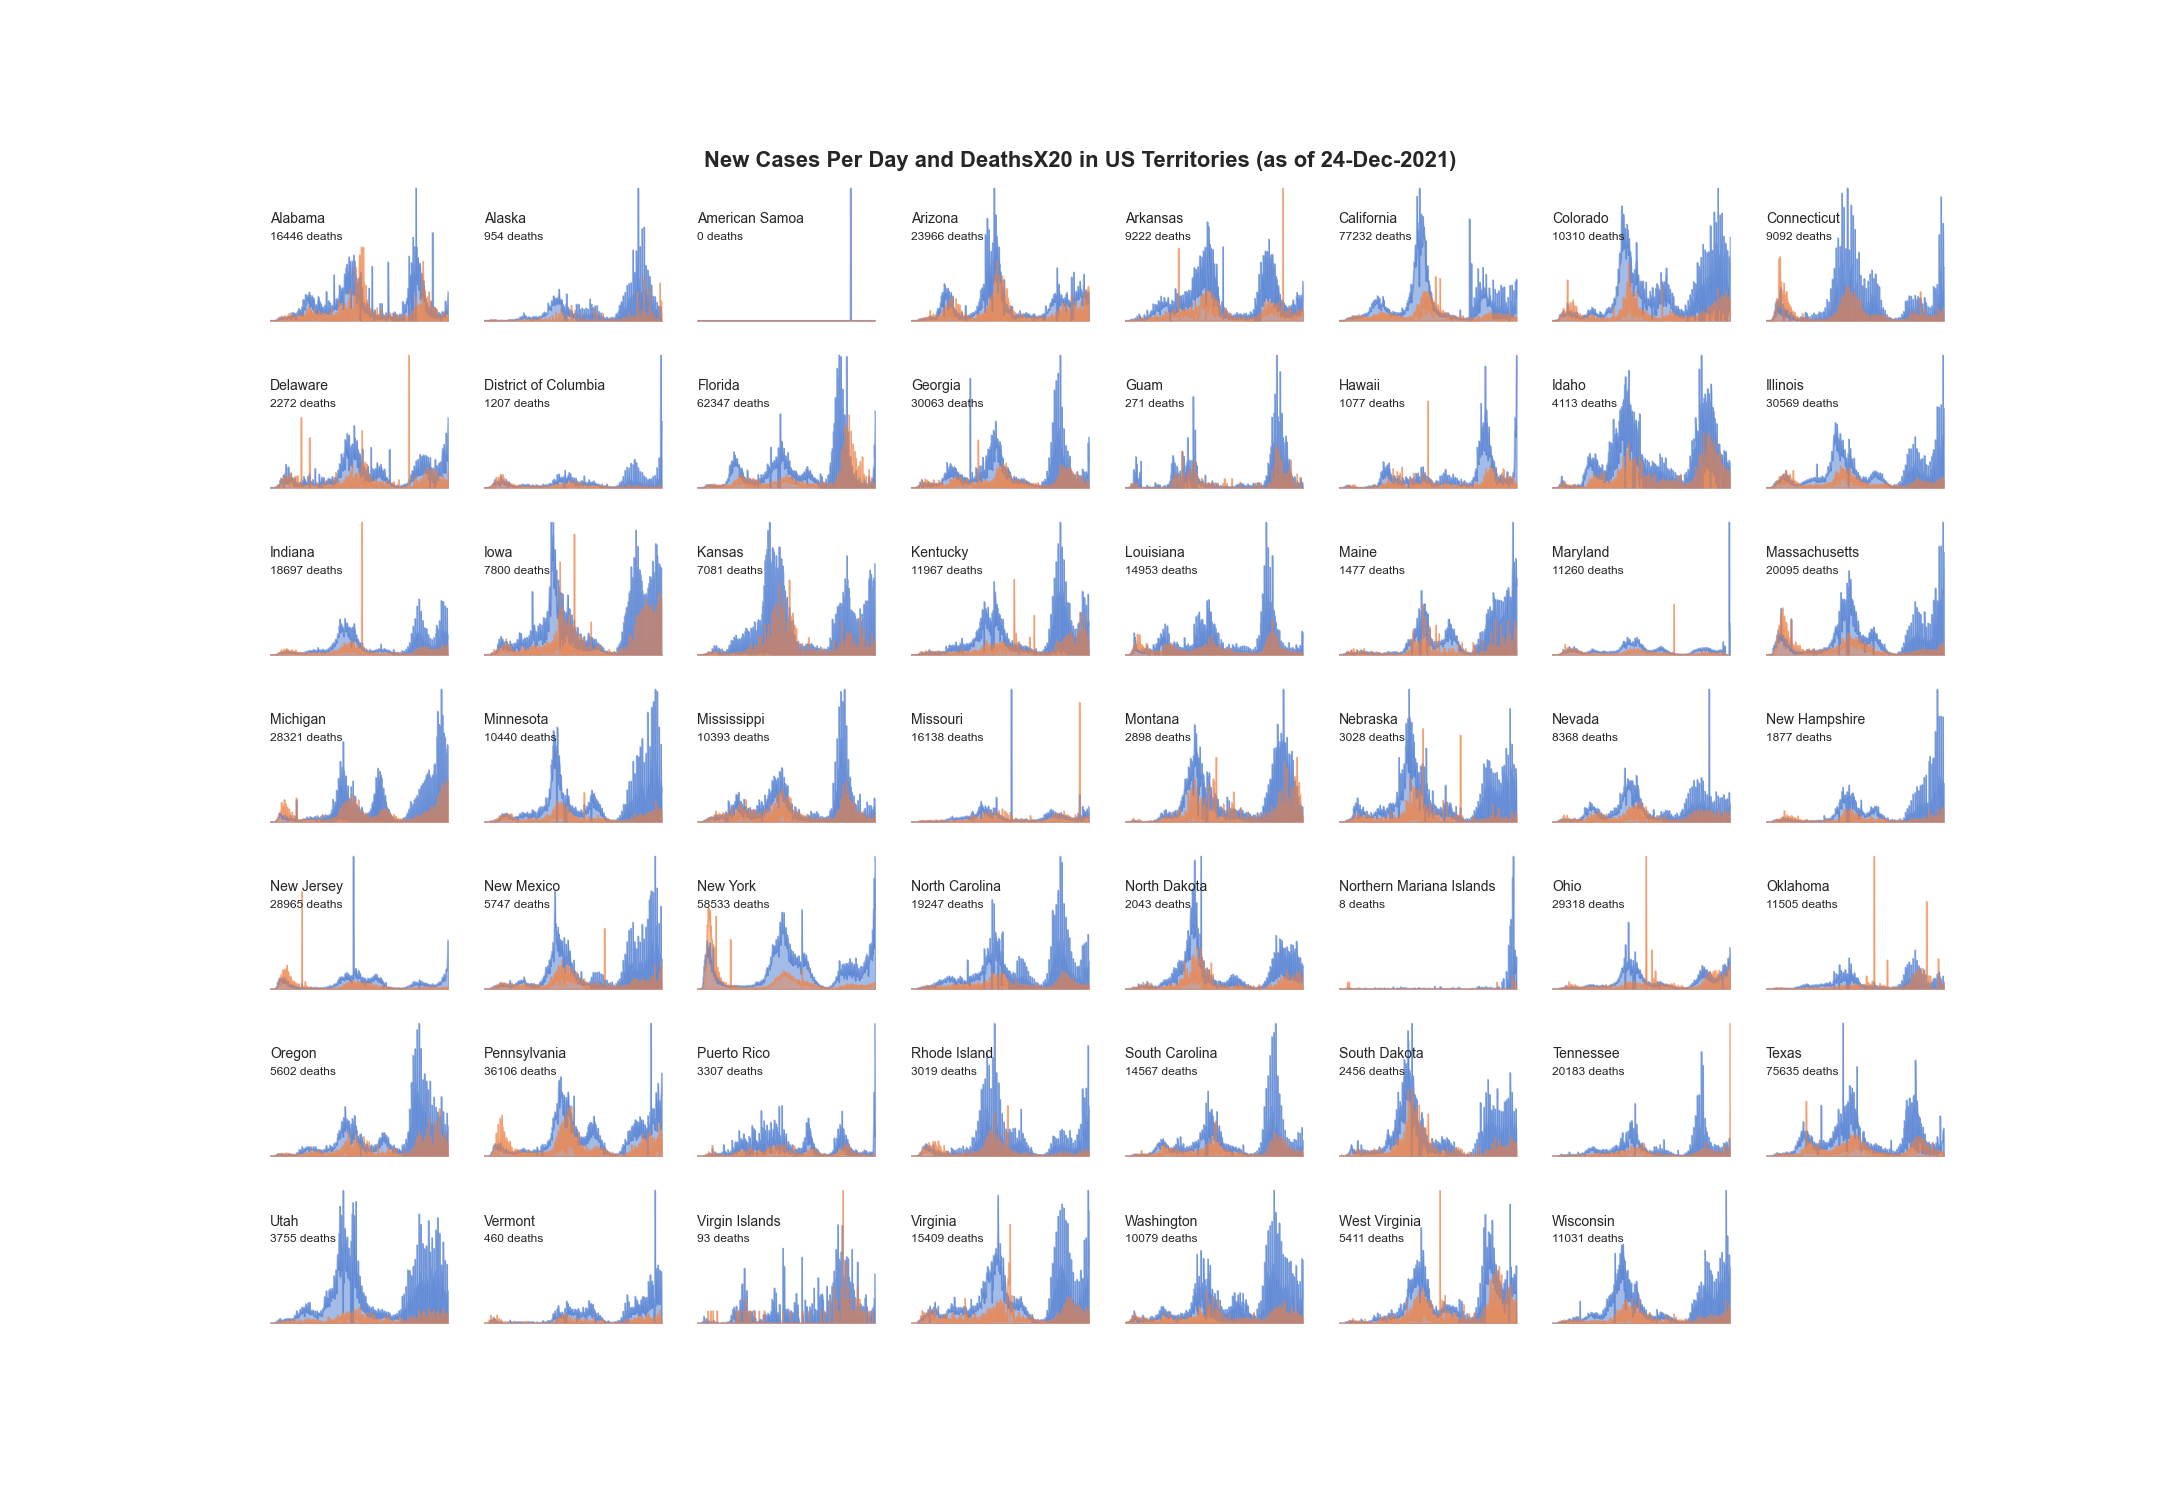 New Cases Per Day and DeathsX20 in US Territories (as of 24-Dec-2021)
Alabama
16446 deaths
Alaska
954 deaths
American Samoa
0 deaths
Arizona
23966 deaths
Arkansas
9222 deaths
California
77232 deaths
Colorado
10310 deaths
Connecticut
9092 deaths
Delaware
2272 deaths
District of Columbia
1207 deaths
Florida
62347 deaths
Georgia
30063 deaths
Guam
271 deaths
Hawaii
1077 deaths
Idaho
4113 deaths
Illinois
30569 deaths
Indiana
18697 deaths
Iowa
7800 deaths
Kansas
7081 deaths
Kentucky
11967 deaths
Louisiana
14953 deaths
Maine
1477 deaths
Maryland
11260 deaths
Massachusetts
20095 deaths
Michigan
28321 deaths
Minnesota
10440 deaths
Mississippi
10393 deaths
Missouri
16138 deaths
Montana
2898 deaths
Nebraska
3028 deaths
Nevada
8368 deaths
New Hampshire
1877 deaths
New Jersey
28965 deaths
New Mexico
5747 deaths
New York
58533 deaths
North Carolina
19247 deaths
North Dakota
2043 deaths
Northern Mariana Islands
8 deaths
Ohio
29318 deaths
Oklahoma
11505 deaths
Oregon
5602 deaths
Pennsylvania
36106 deaths
Puerto Rico
3307 deaths
Rhode Island
3019 deaths
South Carolina
14567 deaths
South Dakota
2456 deaths
Tennessee
20183 deaths
Texas
75635 deaths
Utah
3755 deaths
Vermont
460 deaths
Virgin Islands
93 deaths
Virginia
15409 deaths
Washington
10079 deaths
West Virginia
5411 deaths
Wisconsin
11031 deaths